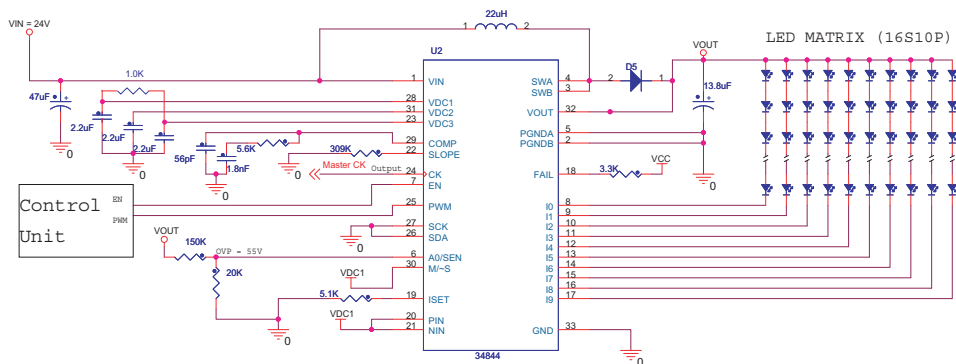 22uH
VIN = 24V
1
2
LED MATRIX (16S10P)
VOUT
U2
D5
1.0K
1
VIN
SWA
4
2
1
SWB
3
47uF
28
VDC1
13.8uF
31
VDC2
VOUT
32
2.2uF
23
VDC3
2.2uF
PGNDA
5
2.2uF
29
COMP
PGNDB
2
0
56pF
5.6K
309K
22
SLOPE
0
1.8nF
0
Master CK
Output
24
CK
FAIL
18
3.3K
VCC
0
0
7
EN
Control
Unit
EN
PWM
25
PWM
I0
8
I1
9
27
SCK
I2
10
26
SDA
I3
11
VOUT
0
I4
12
150K
OVP = 55V
6
A0/SEN
I5
13
30
M/~S
I6
14
20K
VDC1
I7
15
I8
16
5.1K
19
ISET
I9
17
VDC1
20
PIN
21
NIN
GND
33
0
0
34844